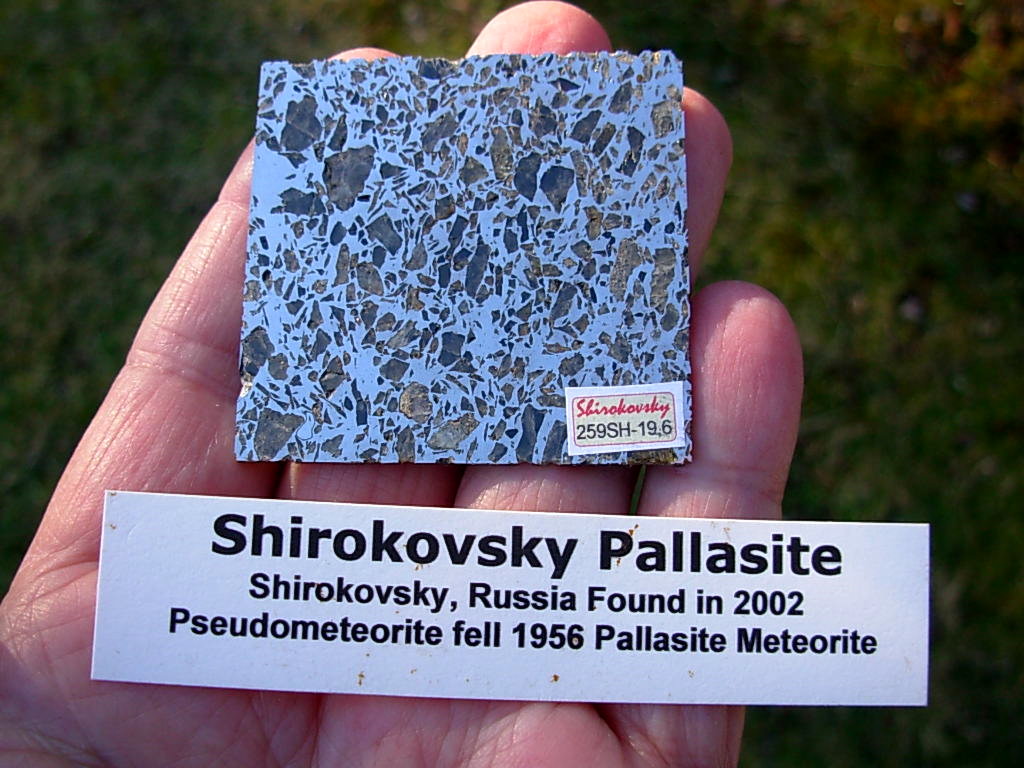 Shirokovsky
259SH-19,6
Shirokovsky Pallasite
Shirokovsky, Russia Found in 2002
Pseudometeorite fell 1956 Pallasite Meteorite